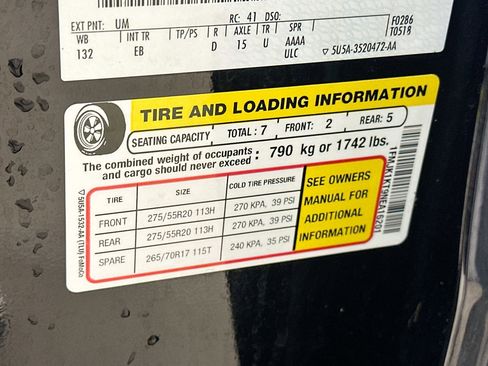 RC: 41 DSO:
EXT PNT: UM
WB INT TR TP/PS R AXLE TR SPR
132 EB D 15 U AAAA
ULC
F0286
T0518
▽ 5U5A-3520472-AA
TIRE AND LOADING INFORMATION
SEATING CAPACITY TOTAL: 7 FRONT: 2 REAR: 5
The combined weight of occupants and cargo should never exceed: 790 kg or 1742 lbs.
TIRE SIZE COLD TIRE PRESSURE
FRONT 275/55R20 113H 270 KPA, 39 PSI
REAR 275/55R20 113H 270 KPA, 39 PSI
SPARE 265/70R17 115T 240 KPA, 35 PSI
SEE OWNERS
MANUAL FOR
ADDITIONAL
INFORMATION